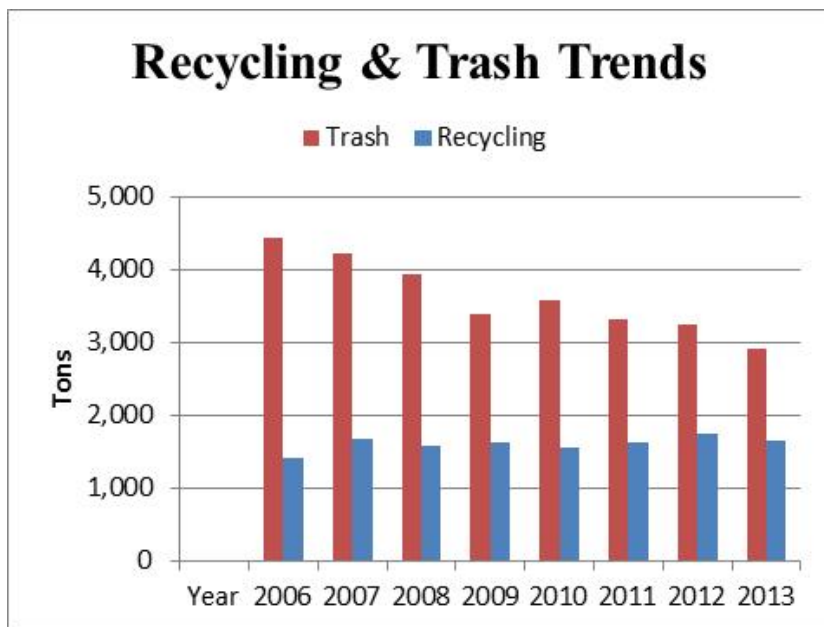 Recycling & Trash Trends
Trash Recycling
5,000
4,000
3,000
2,000
1,000
0
Tons
Year 2006 2007 2008 2009 2010 2011 2012 2013